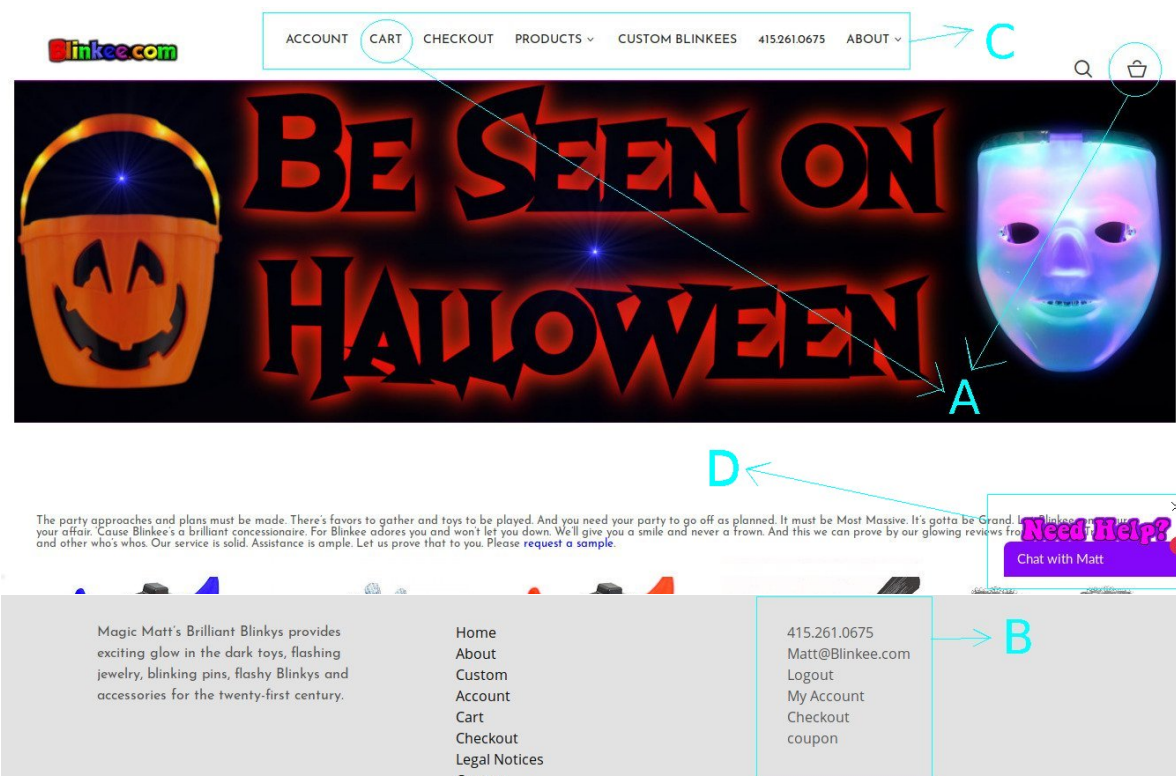 Blinkee.com
ACCOUNT CART CHECKOUT PRODUCTS CUSTOM BLINKEES 415.261.0675 ABOUT
C
BE SEEN ON
HALLOWEEN
A
D
The party approaches and plans must be made. There's favors to gather and toys to be played. And you need your party to go off as planned. It must be Most Massive. It's gotta be Grand. Blinkee
your affair. 'Cause Blinkee's a brilliant concessionaire. For Blinkee adores you and won't let you down. We'll give you a smile and never a frown. And this we can prove by our glowing reviews
and other who's whos. Our service is solid. Assistance is ample. Let us prove that to you. Please request a sample.
Need Help?
Chat with Matt
Magic Matt's Brilliant Blinkys provides
exciting glow in the dark toys, flashing
jewelry, blinking pins, flashy Blinkys and
accessories for the twenty-first century.
Home
About
Custom
Account
Cart
Checkout
Legal Notices
415.261.0675
Matt@Blinkee.com
Logout
My Account
Checkout
coupon
B